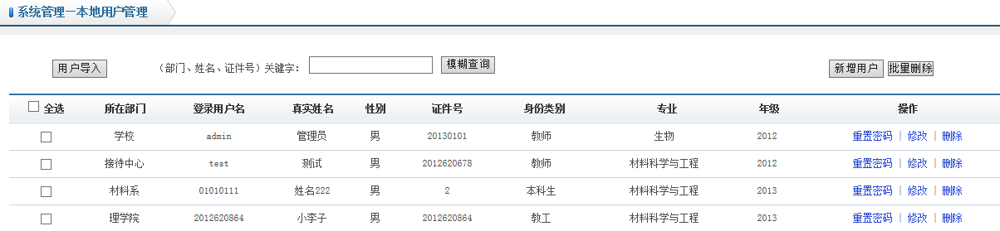 系统管理—本地用户管理
用户导入 （部门、姓名、证件号）关键字： 模糊查询 新增用户 批量删除
全选 所在部门 登录用户名 真实姓名 性别 证件号 身份类别 专业 年级 操作
学校 admin 管理员 男 20130101 教师 生物 2012 重置密码 | 修改 | 删除
接待中心 test 测试 男 2012620678 教师 材料科学与工程 2012 重置密码 | 修改 | 删除
材料系 01010111 姓名222 男 2 本科生 材料科学与工程 2013 重置密码 | 修改 | 删除
理学院 2012620864 小李子 男 2012620864 教工 材料科学与工程 2013 重置密码 | 修改 | 删除